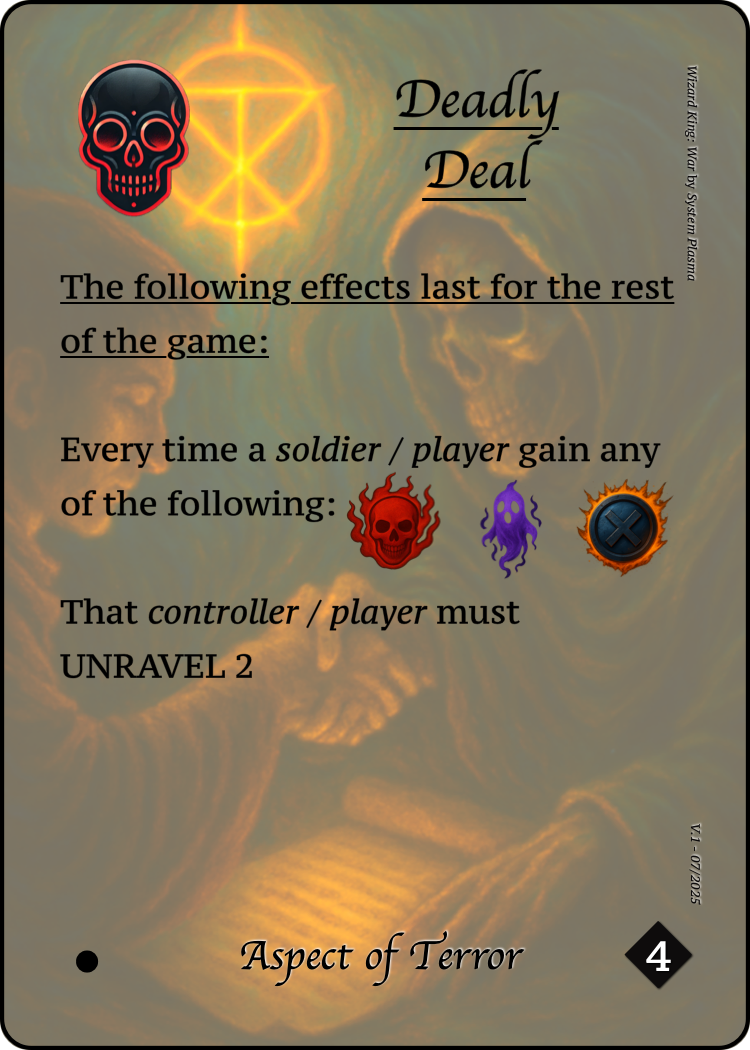 Deadly
Deal
Wizard King: War by System Plasma
The following effects last for the rest
of the game:
Every time a soldier / player gain any
of the following:
That controller / player must
UNRAVEL 2
V.1 - 07/2025
Aspect of Terror
4